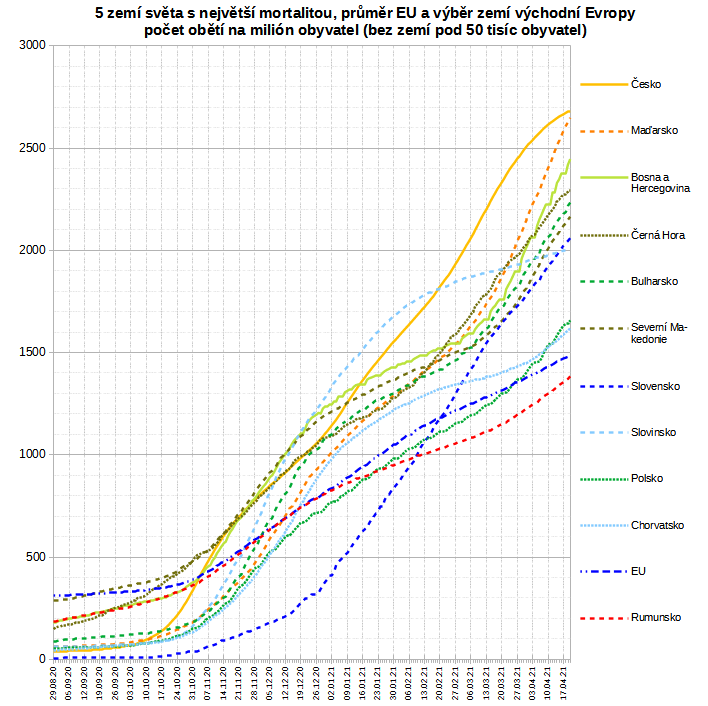 5 zemí světa s největší mortalitou, průměr EU a výběr zemí východní Evropy
počet obětí na milión obyvatel (bez zemí pod 50 tisíc obyvatel)
3000
2500
2000
1500
1000
500
0
Česko
Maďarsko
Bosna a
Hercegovina
Černá Hora
Bulharsko
Severní Ma-
kedonie
Slovensko
Slovinsko
Polsko
Chorvatsko
EU
Rumunsko
29.08.20
05.09.20
12.09.20
19.09.20
26.09.20
03.10.20
10.10.20
17.10.20
24.10.20
31.10.20
07.11.20
14.11.20
21.11.20
28.11.20
05.12.20
12.12.20
19.12.20
26.12.20
02.01.21
09.01.21
16.01.21
23.01.21
30.01.21
06.02.21
13.02.21
20.02.21
27.02.21
06.03.21
13.03.21
20.03.21
27.03.21
03.04.21
10.04.21
17.04.21